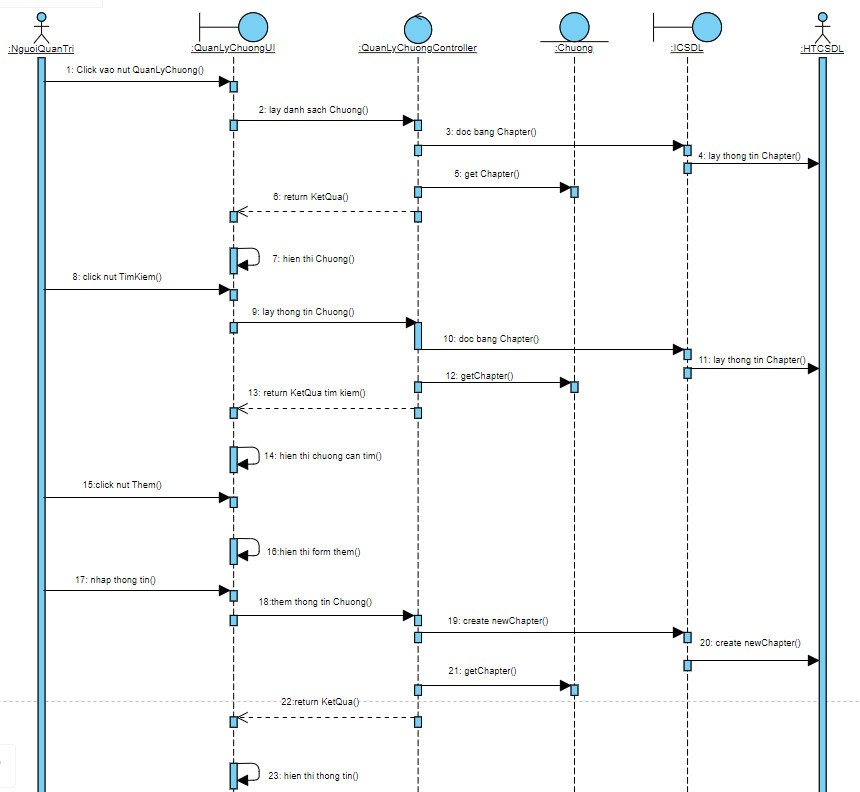 :NguoiQuanTri
:QuanLyChuongUI
:QuanLyChuongController
:Chuong
:ICSDL
:HTCSDL
1: Click vao nut QuanLyChuong()
2: lay danh sach Chuong()
3: doc bang Chapter()
4: lay thong tin Chapter()
5: get Chapter()
6: return KetQua()
7: hien thi Chuong()
8: click nut TimKiem()
9: lay thong tin Chuong()
10: doc bang Chapter()
11: lay thong tin Chapter()
12: getChapter()
13: return KetQua tim kiem()
14: hien thi chuong can tim()
15:click nut Them()
16:hien thi form them()
17: nhap thong tin()
18:them thong tin Chuong()
19: create newChapter()
20: create newChapter()
21: getChapter()
22:return KetQua()
23: hien thi thong tin()